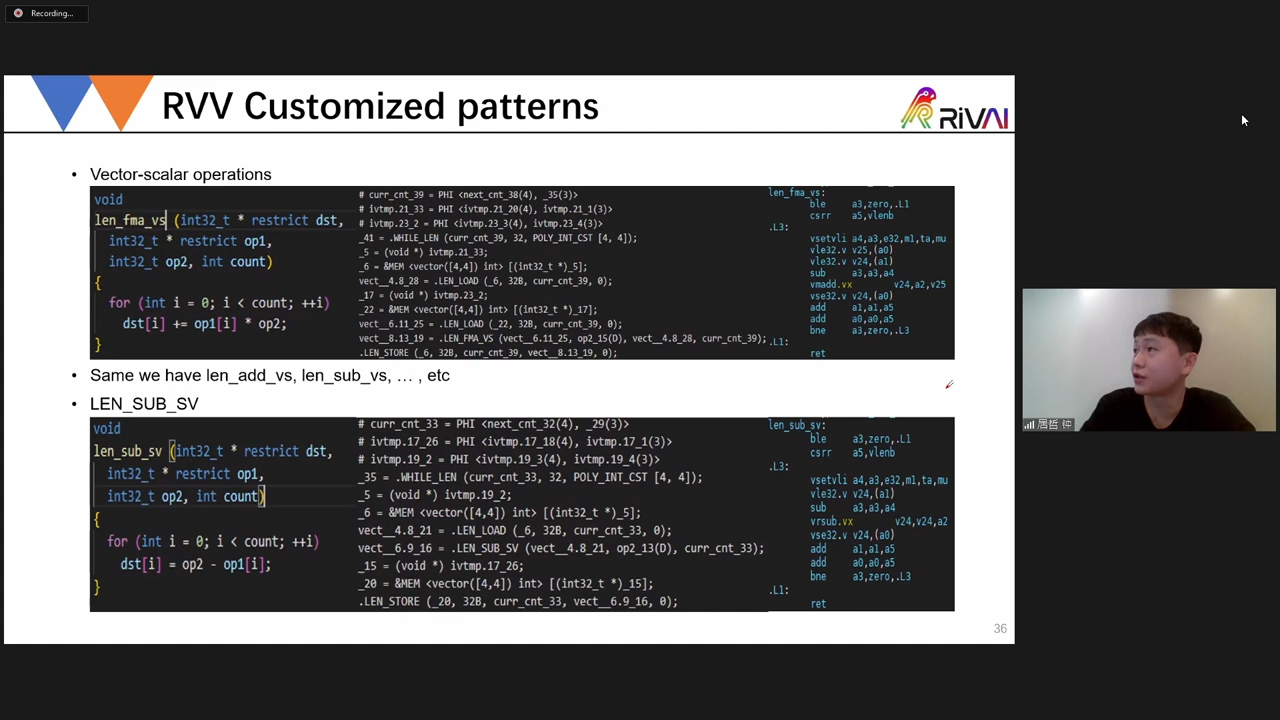 Recording...
RVV Customized patterns
RiVAI
• Vector-scalar operations
void
len_fma_vs (int32_t * restrict dst,
int32_t * restrict op1,
int32_t op2, int count)
{
for (int i = 0; i < count; ++i)
dst[i] += op1[i] * op2;
}
# curr_cnt_39 = PHI <next_cnt_38(4), _35(3)>
# ivtmp.21_33 = PHI <ivtmp.21_20(4), ivtmp.21_1(3)>
# ivtmp.23_2 = PHI <ivtmp.23_3(4), ivtmp.23_4(3)>
_41 = .WHILE_LEN (curr_cnt_39, 32, POLY_INT_CST [4, 4]);
_5 = (void *) ivtmp.21_33;
_6 = &MEM <vector([4,4]) int> [(int32_t *)_5];
vect__4.8_28 = .LEN_LOAD (_6, 32B, curr_cnt_39, 0);
_17 = (void *) ivtmp.23_2;
_22 = &MEM <vector([4,4]) int> [(int32_t *)_17];
vect__6.11_25 = .LEN_LOAD (_22, 32B, curr_cnt_39, 0);
vect__8.13_19 = .LEN_FMA_VS (vect__6.11_25, op2_15(D), vect__4.8_28, curr_cnt_39);
.LEN_STORE (_6, 32B, curr_cnt_39, vect__8.13_19, 0);
len_fma_vs:
ble a3,zero,.L1
csrr a5,vlenb
.L3:
vsetvli a4,a3,e32,m1,ta,mu
vle32.v v25,(a0)
vle32.v v24,(a1)
sub a3,a3,a4
vmadd.vx v24,a2,v25
vse32.v v24,(a0)
add a1,a1,a5
add a0,a0,a5
bne a3,zero,.L3
.L1:
ret
• Same we have len_add_vs, len_sub_vs, … , etc
• LEN_SUB_SV
void
len_sub_sv (int32_t * restrict dst,
int32_t * restrict op1,
int32_t op2, int count)
{
for (int i = 0; i < count; ++i)
dst[i] = op2 - op1[i];
}
# curr_cnt_33 = PHI <next_cnt_32(4), _29(3)>
# ivtmp.17_26 = PHI <ivtmp.17_18(4), ivtmp.17_1(3)>
# ivtmp.19_2 = PHI <ivtmp.19_3(4), ivtmp.19_4(3)>
_35 = .WHILE_LEN (curr_cnt_33, 32, POLY_INT_CST [4, 4]);
_5 = (void *) ivtmp.19_2;
_6 = &MEM <vector([4,4]) int> [(int32_t *)_5];
vect__4.8_21 = .LEN_LOAD (_6, 32B, curr_cnt_33, 0);
vect__6.9_16 = .LEN_SUB_SV (vect__4.8_21, op2_13(D), curr_cnt_33);
_15 = (void *) ivtmp.17_26;
_20 = &MEM <vector([4,4]) int> [(int32_t *)_15];
.LEN_STORE (_20, 32B, curr_cnt_33, vect__6.9_16, 0);
len_sub_sv:
ble a3,zero,.L1
csrr a5,vlenb
.L3:
vsetvli a4,a3,e32,m1,ta,mu
vle32.v v24,(a1)
sub a3,a3,a4
vrsub.vx v24,v24,a2
vse32.v v24,(a0)
add a1,a1,a5
add a0,a0,a5
bne a3,zero,.L3
.L1:
ret
36
居哲 钟